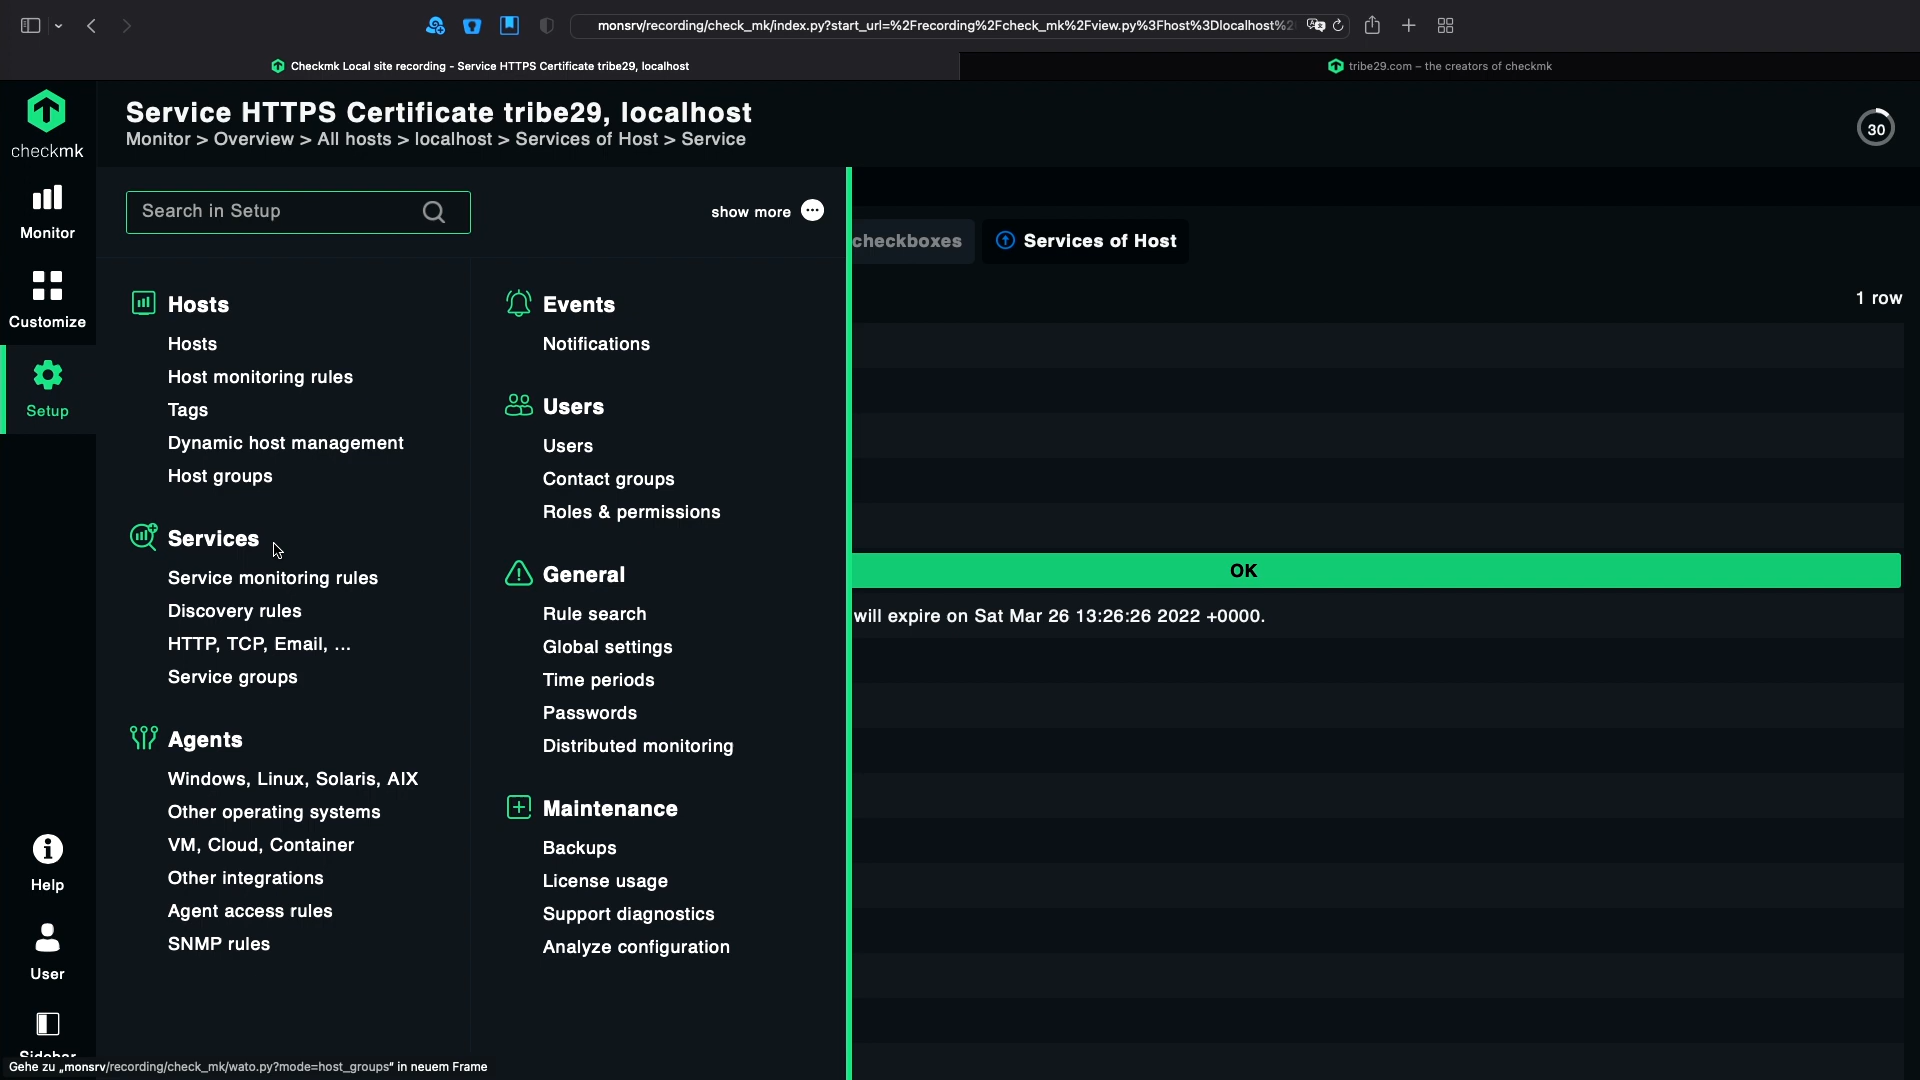 monsrv/recording/check_mk/index.py?start_url=%2Frecording%2Fcheck_mk%2Fview.py%3Fhost%3Dlocalhost%2
Checkmk Local site recording - Service HTTPS Certificate tribe29, localhost
tribe29.com – the creators of checkmk
checkmk
Service HTTPS Certificate tribe29, localhost
Monitor > Overview > All hosts > localhost > Services of Host > Service
30
Monitor
Customize
Setup
Help
User
Sidebar
Search in Setup
show more
Hosts
Hosts
Host monitoring rules
Tags
Dynamic host management
Host groups
Services
Service monitoring rules
Discovery rules
HTTP, TCP, Email, ...
Service groups
Agents
Windows, Linux, Solaris, AIX
Other operating systems
VM, Cloud, Container
Other integrations
Agent access rules
SNMP rules
Events
Notifications
Users
Users
Contact groups
Roles & permissions
General
Rule search
Global settings
Time periods
Passwords
Distributed monitoring
Maintenance
Backups
License usage
Support diagnostics
Analyze configuration
checkboxes
Services of Host
1 row
OK
will expire on Sat Mar 26 13:26:26 2022 +0000.
Gehe zu „monsrv/recording/check_mk/wato.py?mode=host_groups“ in neuem Frame